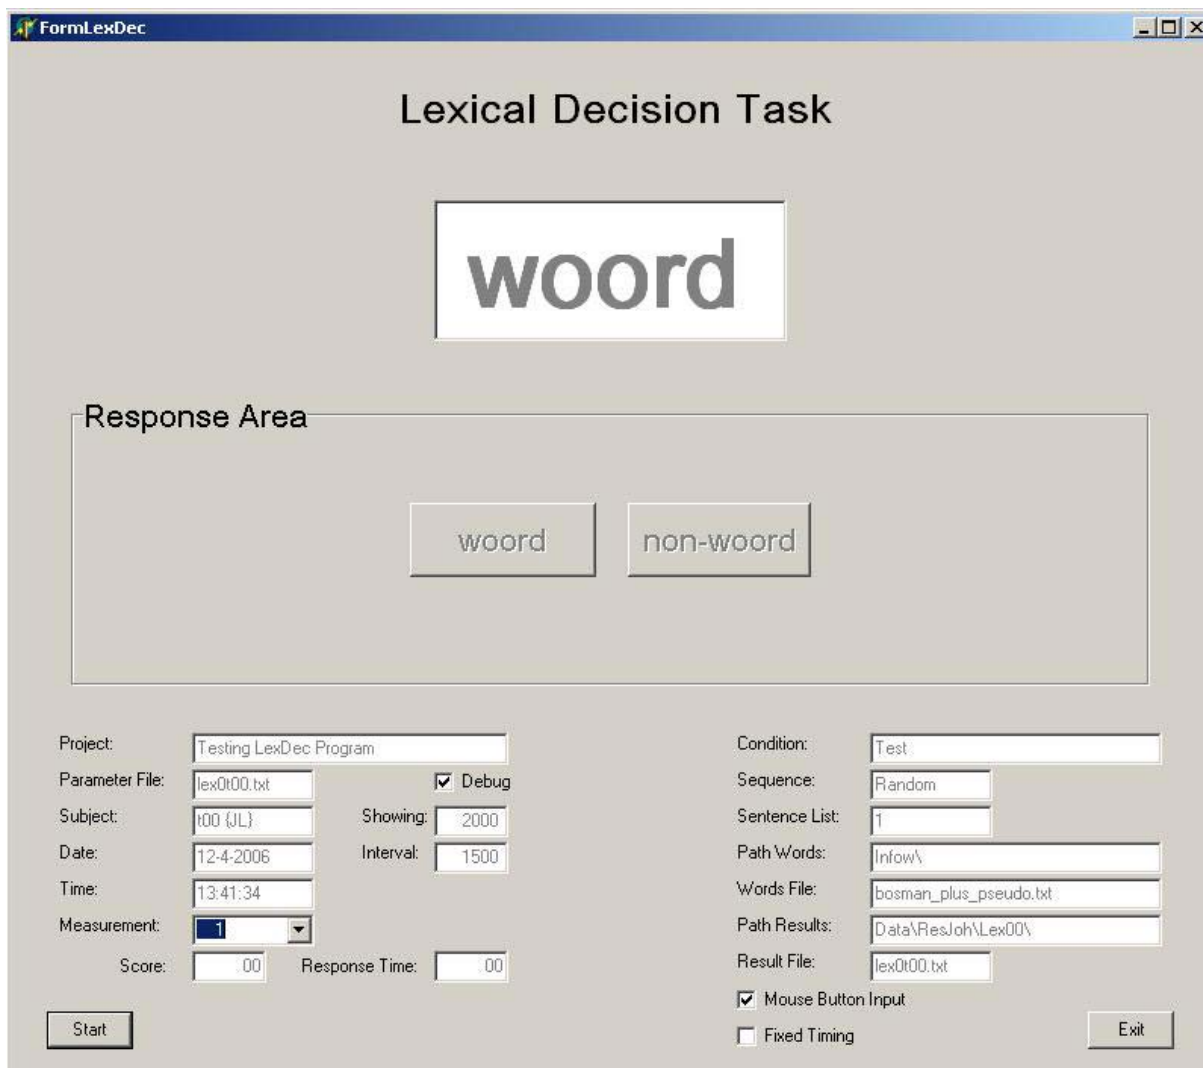 FormLexDec
Lexical Decision Task
woord
Response Area
woord non-woord
Project: Testing LexDec Program
Parameter File: lex0t00.txt Debug
Subject: t00 {JL} Showing: 2000
Date: 12-4-2006 Interval: 1500
Time: 13:41:34
Measurement: 1
Score: 00 Response Time: 00
Start
Condition: Test
Sequence: Random
Sentence List: 1
Path Words: Infow\
Words File: bosman_plus_pseudo.txt
Path Results: Data\ResJoh\Lex00\
Result File: lex0t00.txt
Mouse Button Input
Fixed Timing
Exit